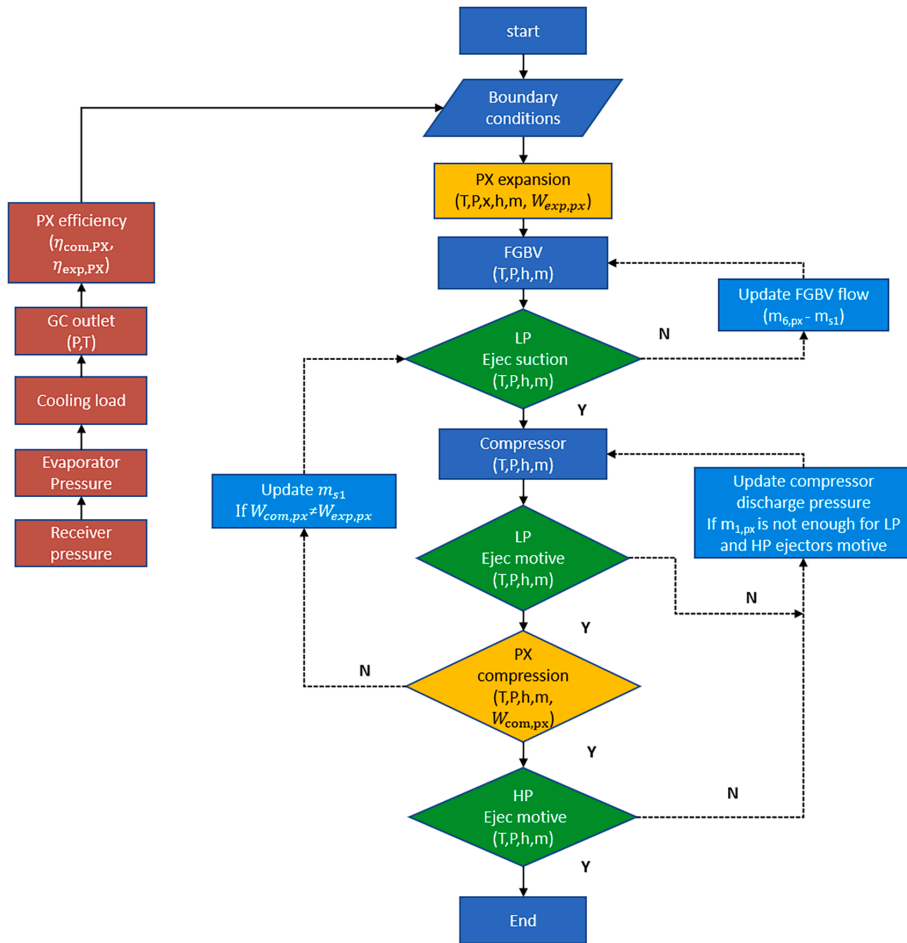 start
Boundary
conditions
PX expansion
(T,P,x,h,m, W_exp,px)
PX efficiency
(η_com,PX,
η_exp,PX)
FGBV
(T,P,h,m)
Update FGBV flow
(m_6,px - m_s1)
GC outlet
(P,T)
LP
Ejec suction
(T,P,h,m)
N
Y
Cooling load
Compressor
(T,P,h,m)
Evaporator
Pressure
Update m_s1
If W_com,px≠W_exp,px
Update compressor
discharge pressure
If m_1,px is not enough for LP
and HP ejectors motive
Receiver
pressure
LP
Ejec motive
(T,P,h,m)
N
Y
PX
compression
(T,P,h,m,
W_com,px)
N
Y
HP
Ejec motive
(T,P,h,m)
N
Y
End